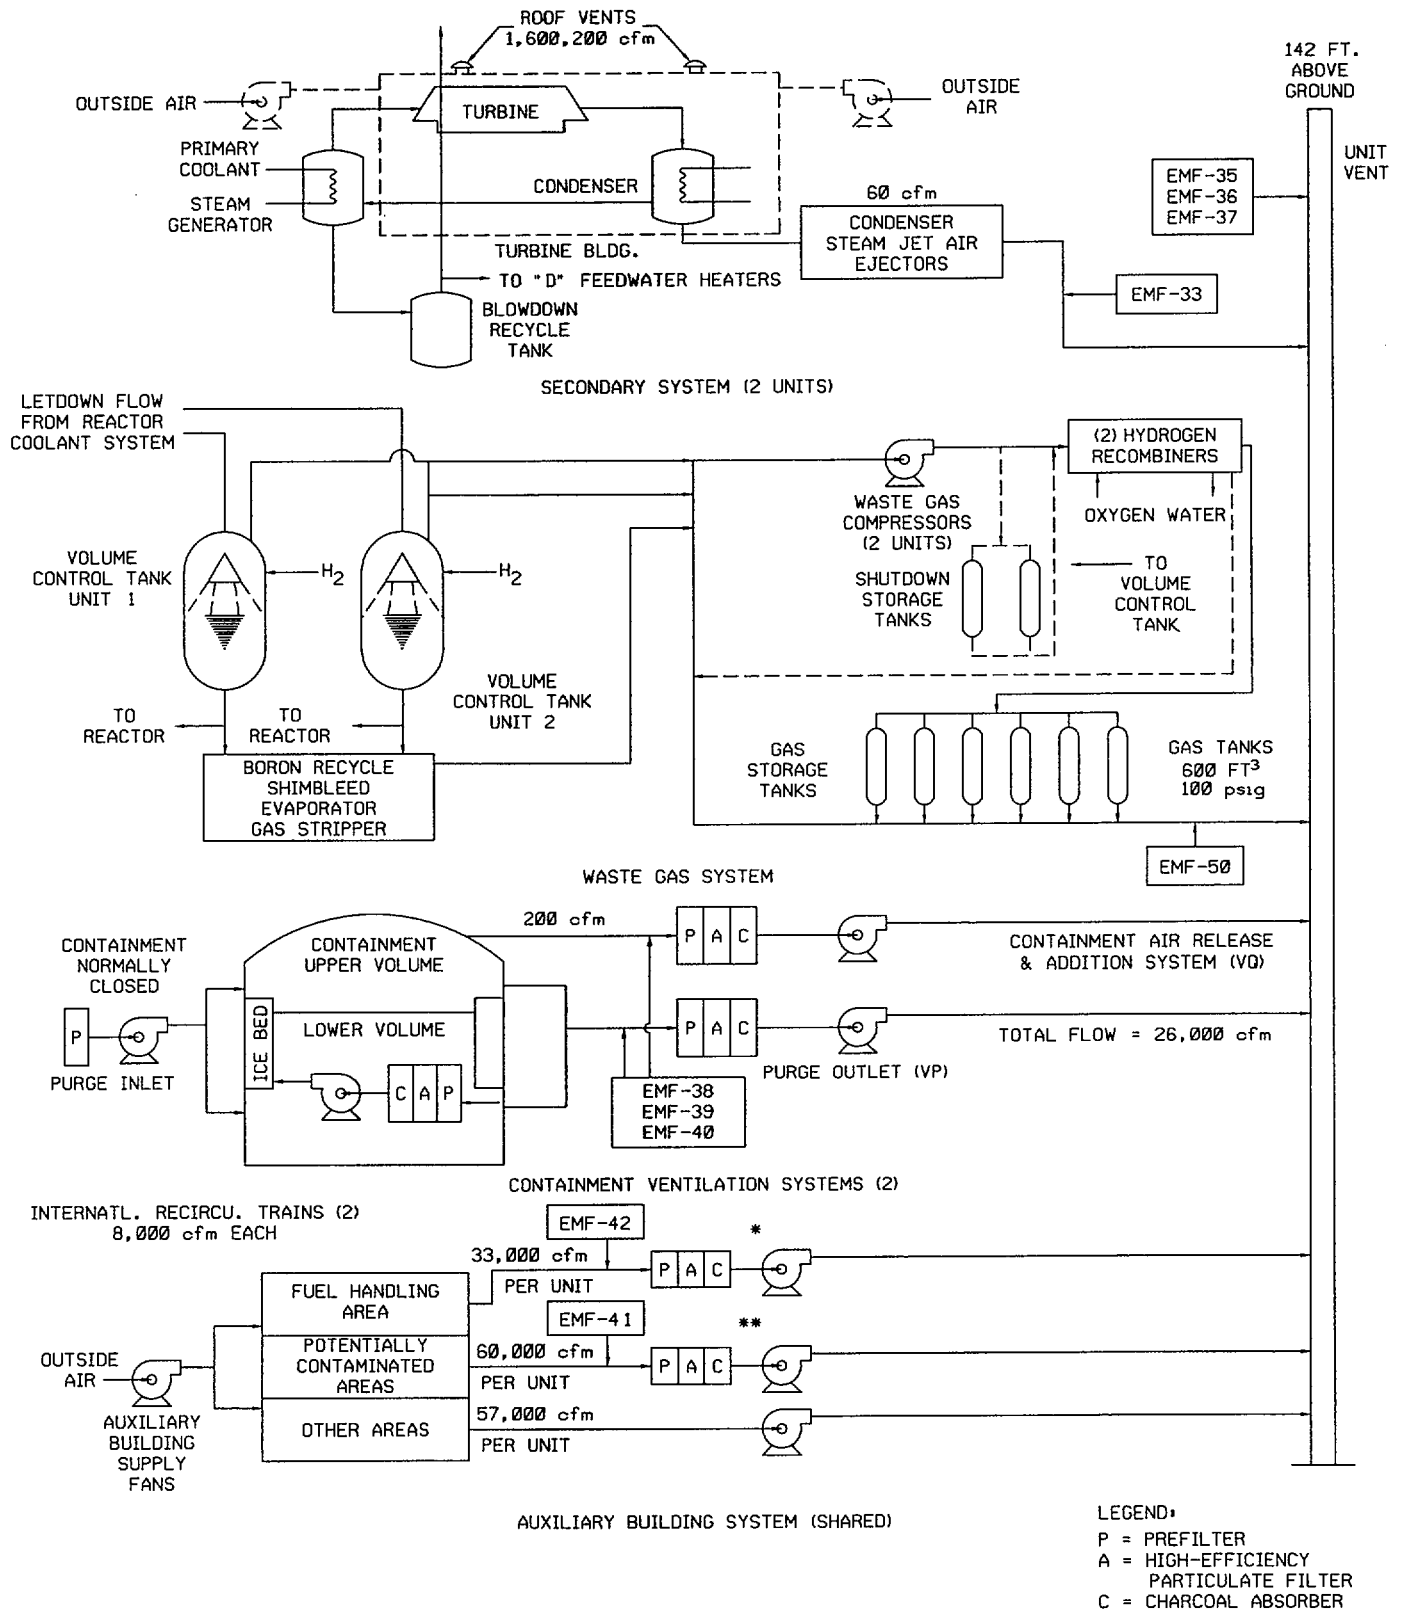 ROOF VENTS
1,600,200 cfm
142 FT.
ABOVE
GROUND
OUTSIDE AIR
TURBINE
OUTSIDE
AIR
PRIMARY
COOLANT
STEAM
GENERATOR
CONDENSER
60 cfm
CONDENSER
STEAM JET AIR
EJECTORS
EMF-35
EMF-36
EMF-37
UNIT
VENT
TURBINE BLDG.
TO "D" FEEDWATER HEATERS
EMF-33
BLOWDOWN
RECYCLE
TANK
SECONDARY SYSTEM (2 UNITS)
LETDOWN FLOW
FROM REACTOR
COOLANT SYSTEM
(2) HYDROGEN
RECOMBINERS
WASTE GAS
COMPRESSORS
(2 UNITS)
OXYGEN WATER
VOLUME
CONTROL TANK
UNIT 1
H2
H2
SHUTDOWN
STORAGE
TANKS
TO
VOLUME
CONTROL
TANK
VOLUME
CONTROL TANK
UNIT 2
TO
REACTOR
TO
REACTOR
BORON RECYCLE
SHIMBLEED
EVAPORATOR
GAS STRIPPER
GAS
STORAGE
TANKS
GAS TANKS
600 FT3
100 psig
EMF-50
WASTE GAS SYSTEM
CONTAINMENT
NORMALLY
CLOSED
CONTAINMENT
UPPER VOLUME
200 cfm
P A C
CONTAINMENT AIR RELEASE
& ADDITION SYSTEM (VQ)
P
PURGE INLET
ICE BED
LOWER VOLUME
C A P
P A C
PURGE OUTLET (VP)
TOTAL FLOW = 26,000 cfm
EMF-38
EMF-39
EMF-40
CONTAINMENT VENTILATION SYSTEMS (2)
INTERNATL. RECIRCU. TRAINS (2)
8,000 cfm EACH
EMF-42
*
33,000 cfm
PER UNIT
P A C
FUEL HANDLING
AREA
EMF-41
**
POTENTIALLY
CONTAMINATED
AREAS
60,000 cfm
PER UNIT
P A C
OUTSIDE
AIR
AUXILIARY
BUILDING
SUPPLY
FANS
OTHER AREAS
57,000 cfm
PER UNIT
AUXILIARY BUILDING SYSTEM (SHARED)
LEGEND:
P = PREFILTER
A = HIGH-EFFICIENCY
PARTICULATE FILTER
C = CHARCOAL ABSORBER